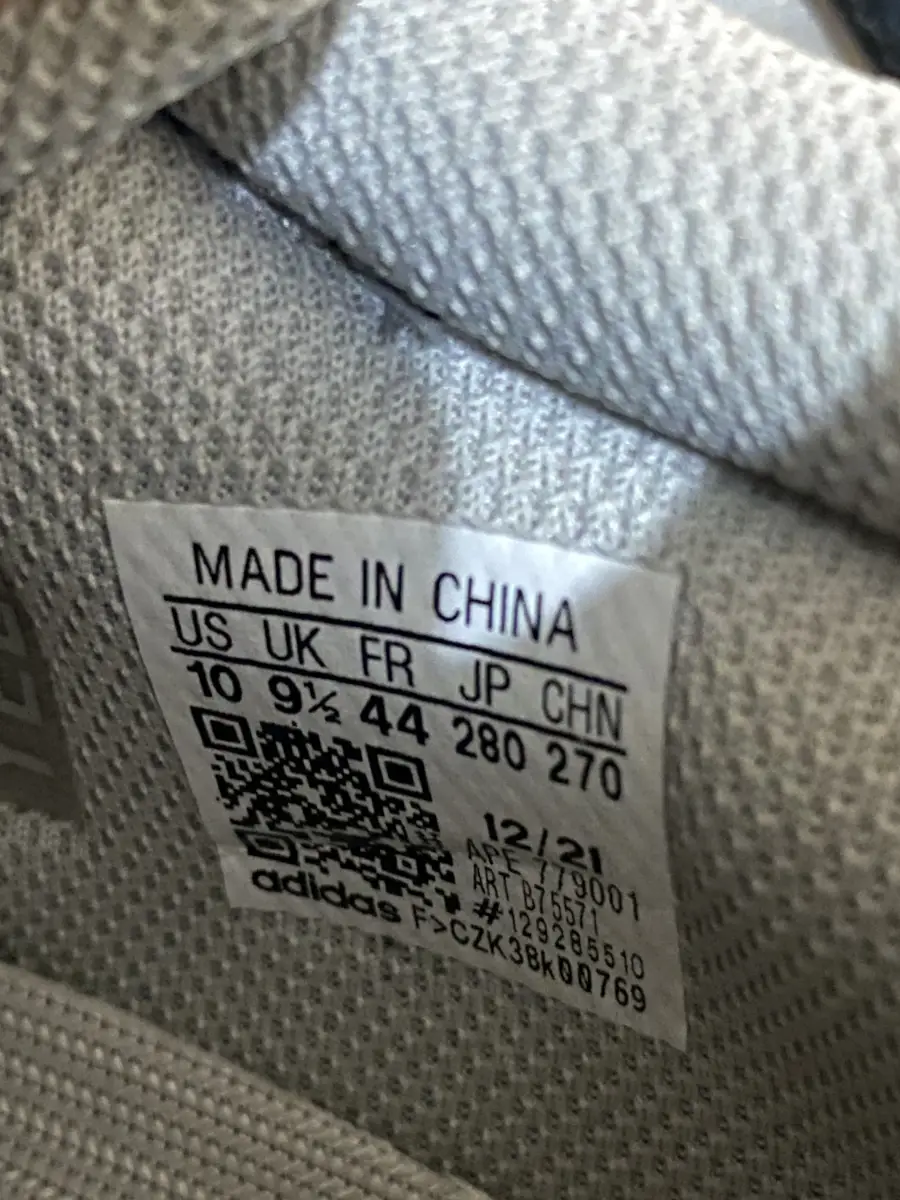 MADE IN CHINA
US UK FR JP CHN
10 9½ 44 280 270
12/21
APE 779001
ART B75571
#129285510
adidas F>CZK38k00769